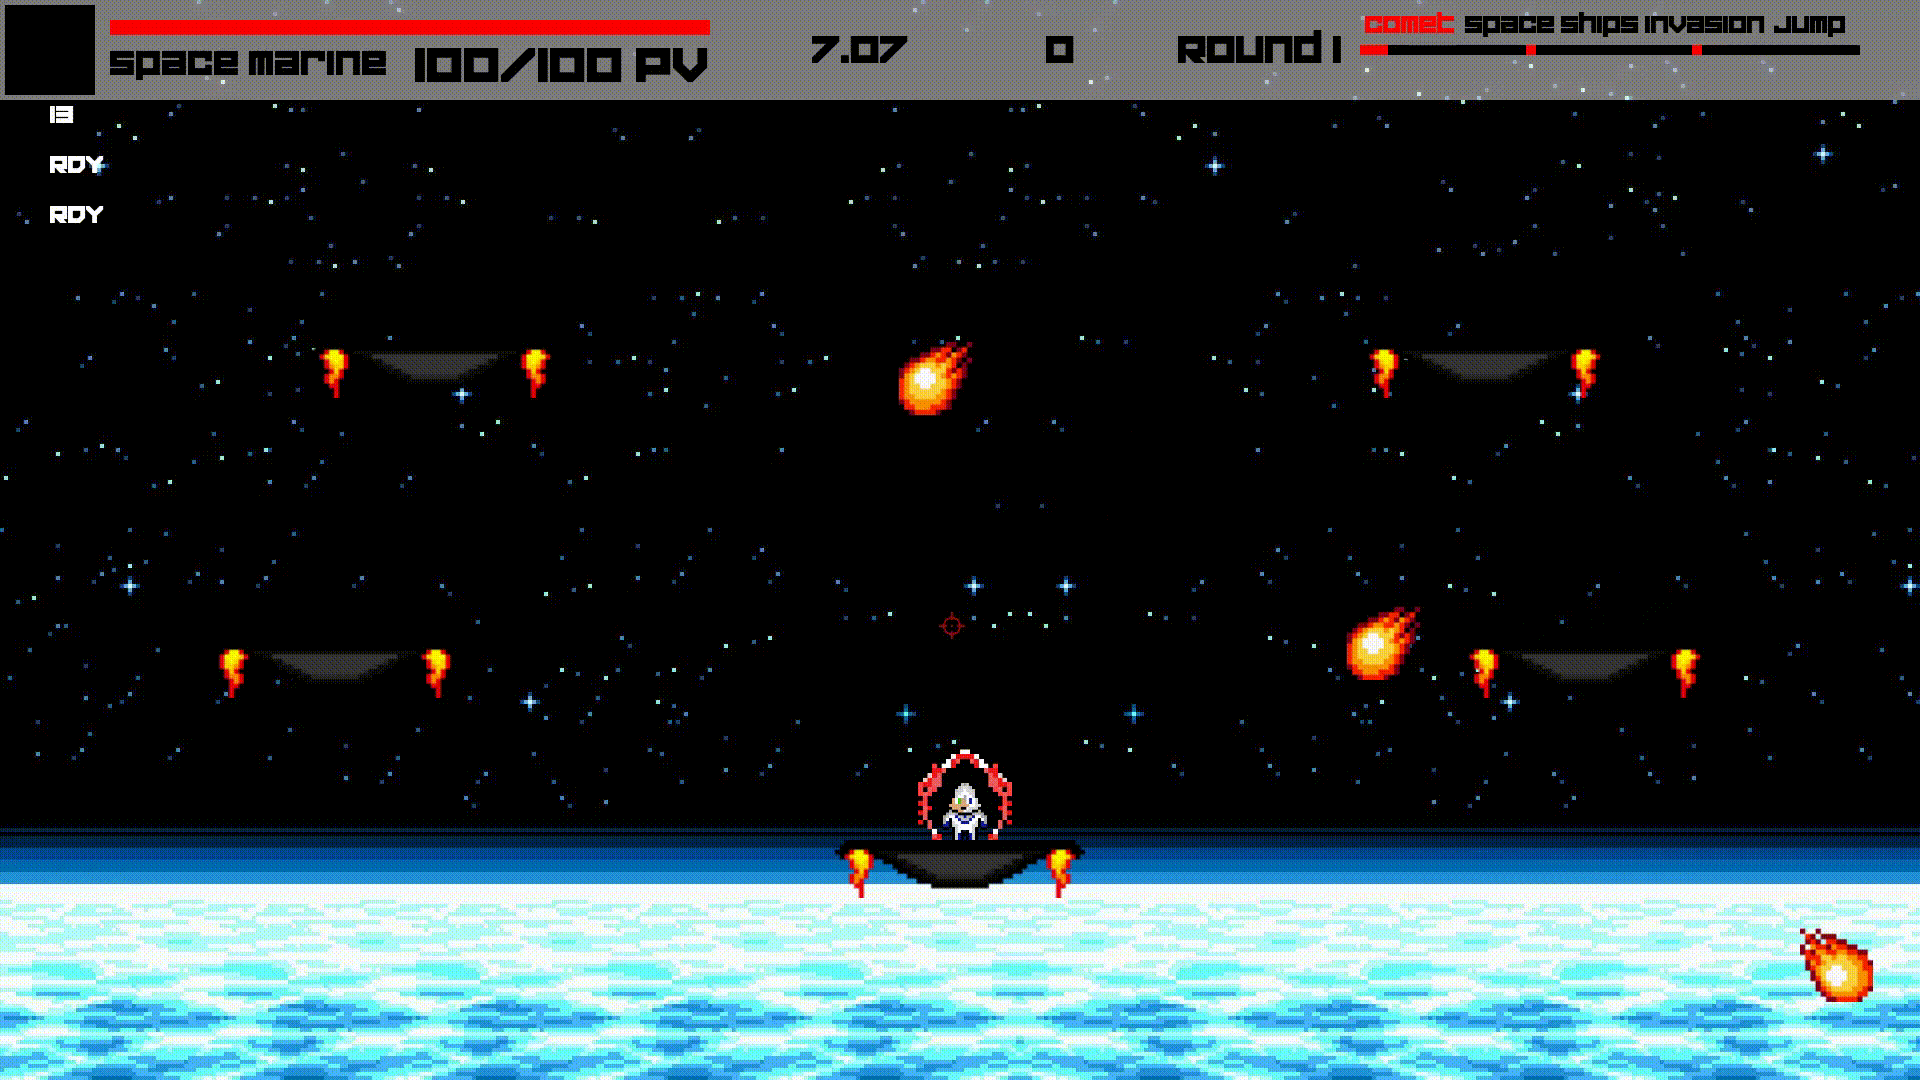 comet space ships invasion jump
space marine 100/100 PV 7.07 0 Round 1
13
RDY
RDY